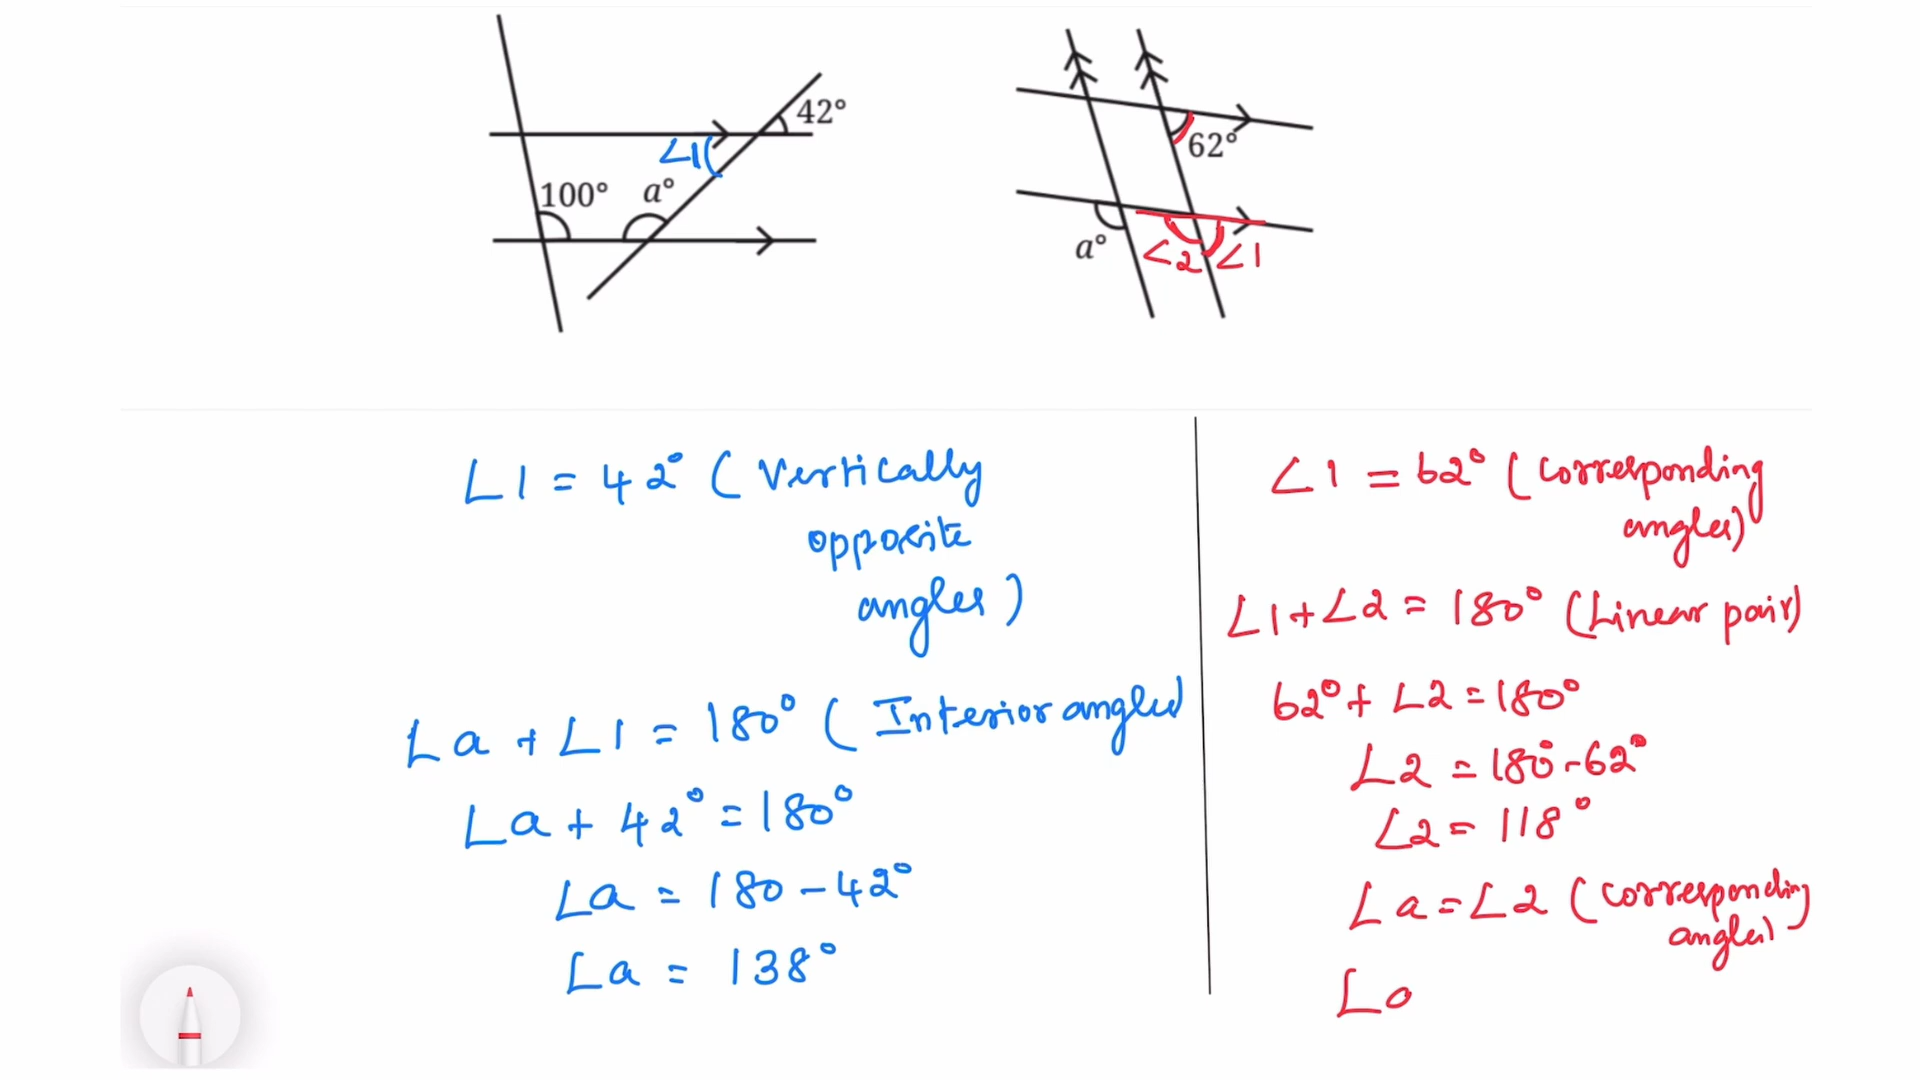 42°
∠1
100°
a°
62°
a°
∠2
∠1
∠1 = 42° (Vertically
opposite
angles)
∠a + ∠1 = 180° (Interior angles)
∠a + 42° = 180°
∠a = 180 - 42°
∠a = 138°
∠1 = 62° (Corresponding
angles)
∠1 + ∠2 = 180° (Linear pair)
62° + ∠2 = 180°
∠2 = 180° - 62°
∠2 = 118°
∠a = ∠2 (Corresponding
angles)
∠a